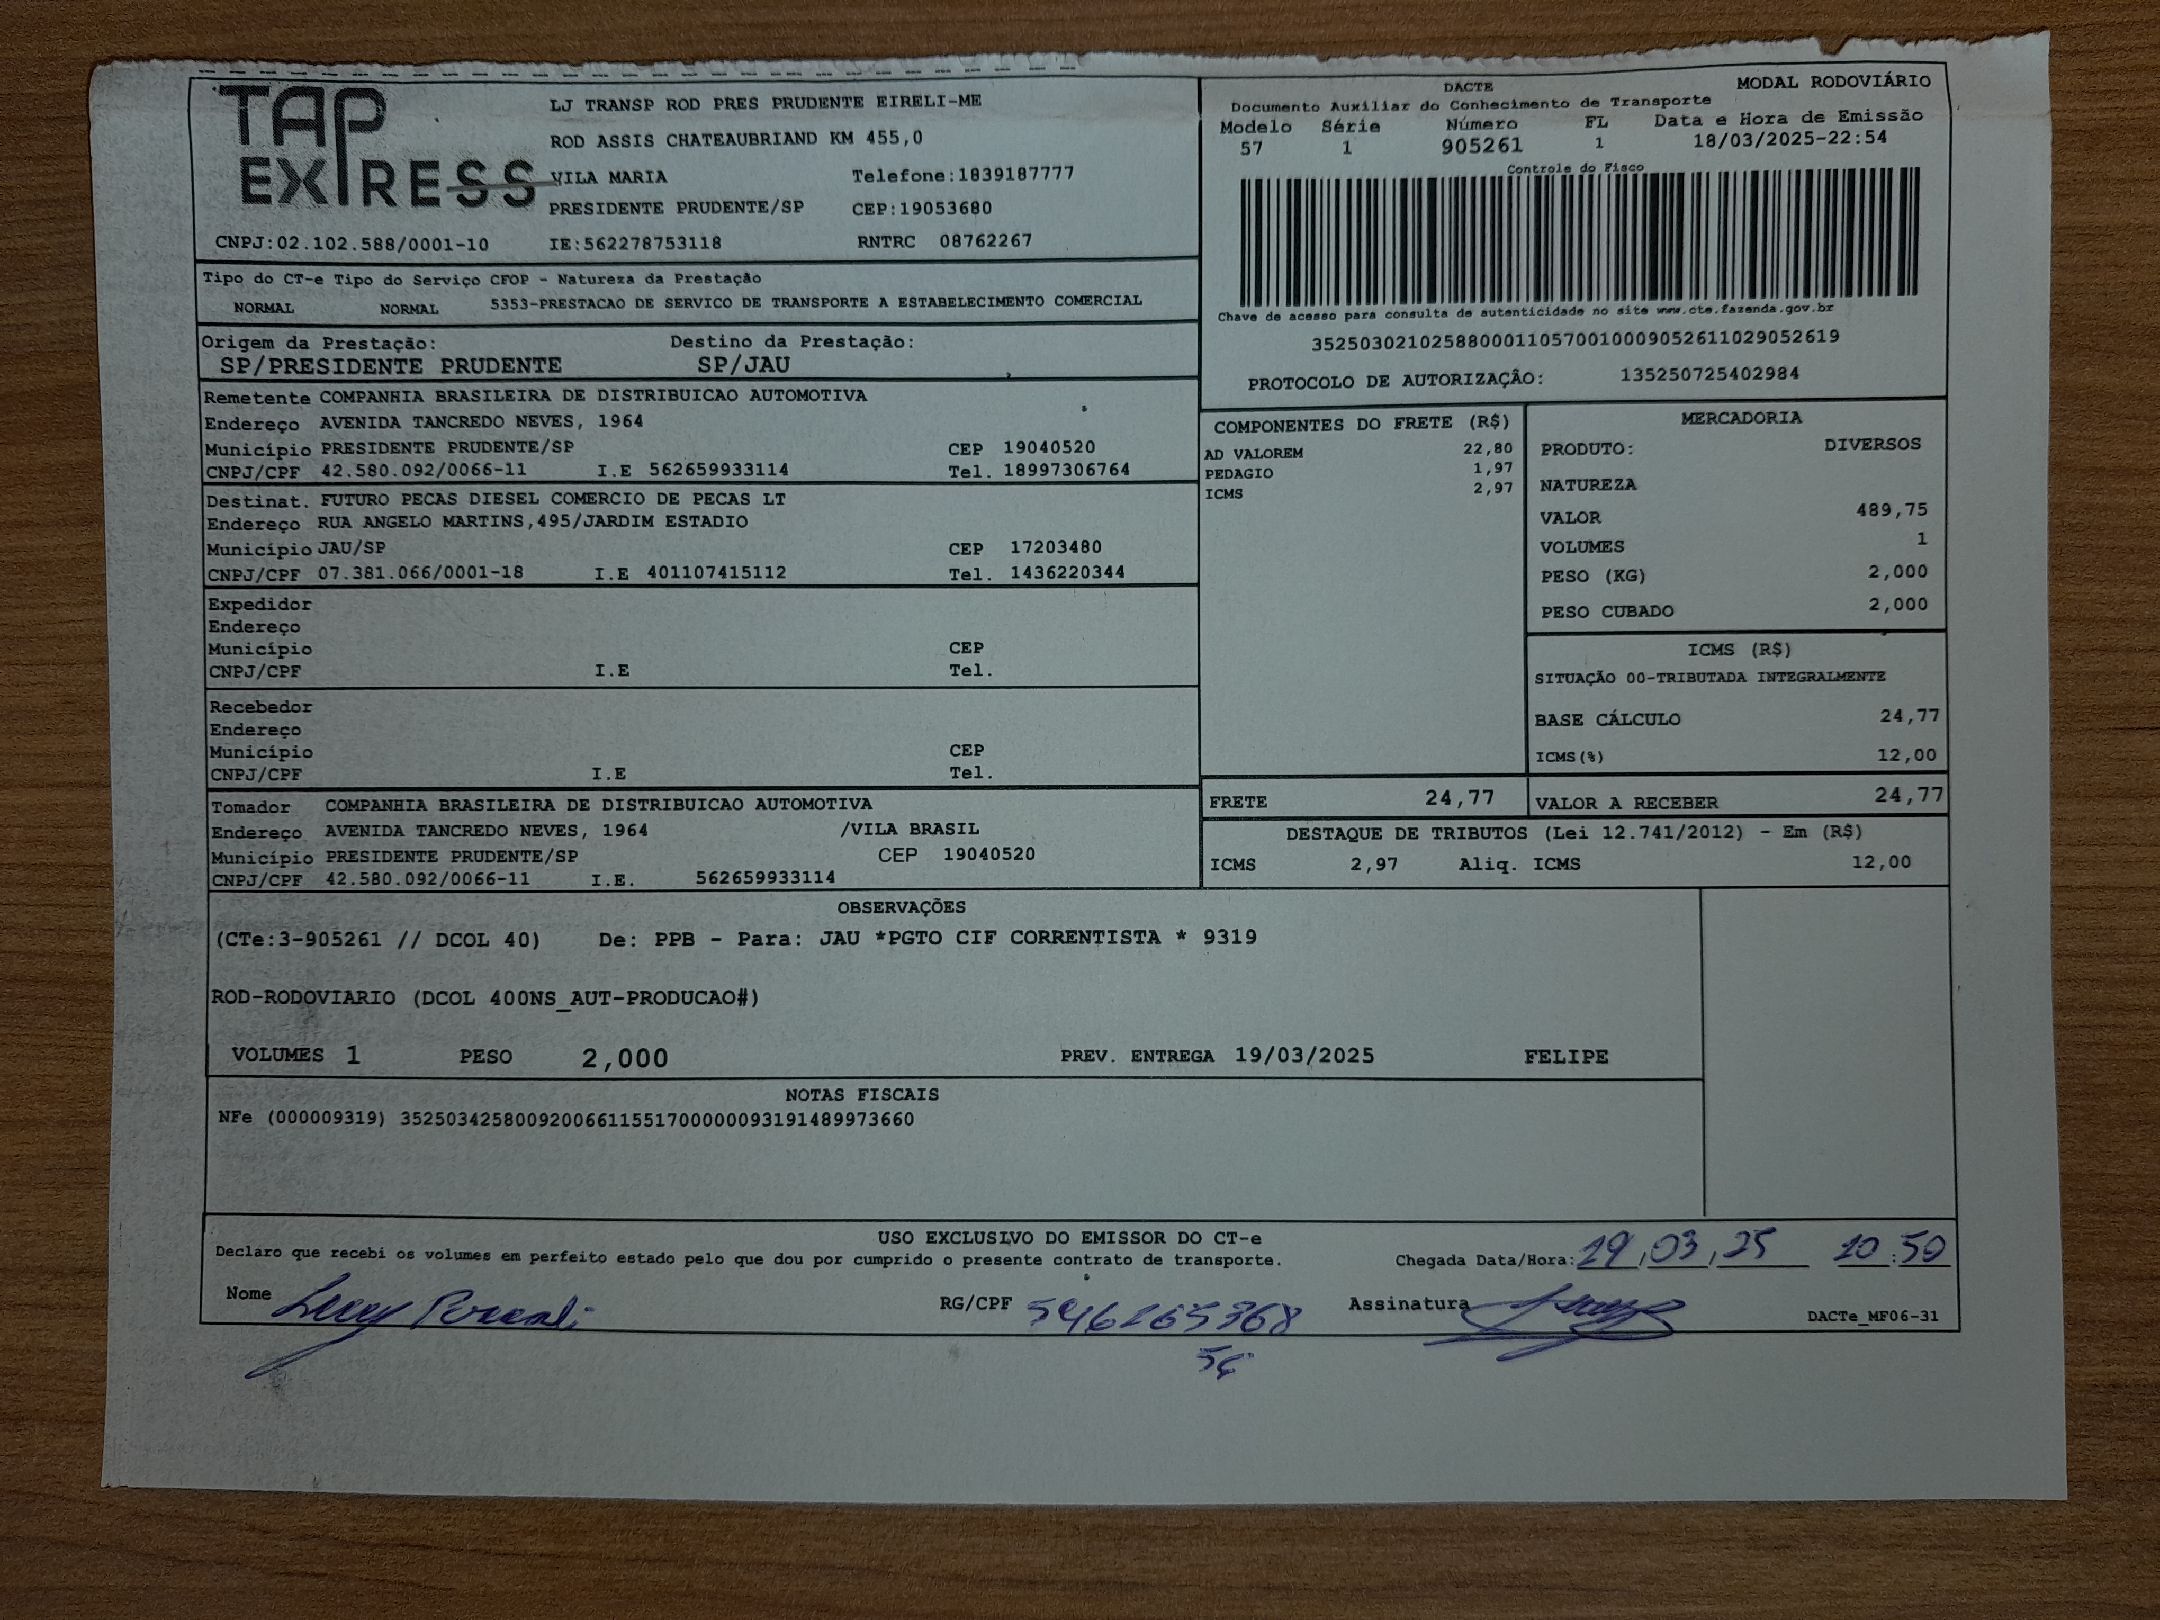 TAP EXPRESS
LJ TRANSP ROD PRES PRUDENTE EIRELI-ME
ROD ASSIS CHATEAUBRIAND KM 455,0
VILA MARIA Telefone:1839187777
PRESIDENTE PRUDENTE/SP CEP:19053680
CNPJ:02.102.588/0001-10 IE:562278753118 RNTRC 08762267
DACTE MODAL RODOVIÁRIO
Documento Auxiliar do Conhecimento de Transporte
Modelo Série Número FL Data e Hora de Emissão
57 1 905261 1 18/03/2025-22:54
Controle do Fisco
Chave de acesso para consulta de autenticidade no site www.cte.fazenda.gov.br
35250302102588000110570010009052611029052619
PROTOCOLO DE AUTORIZAÇÂO: 135250725402984
Tipo do CT-e Tipo do Serviço CFOP - Natureza da Prestação
NORMAL NORMAL 5353-PRESTACAO DE SERVICO DE TRANSPORTE A ESTABELECIMENTO COMERCIAL
Origem da Prestação: Destino da Prestação:
SP/PRESIDENTE PRUDENTE SP/JAU
Remetente COMPANHIA BRASILEIRA DE DISTRIBUICAO AUTOMOTIVA
Endereço AVENIDA TANCREDO NEVES, 1964
Município PRESIDENTE PRUDENTE/SP CEP 19040520
CNPJ/CPF 42.580.092/0066-11 I.E 562659933114 Tel. 18997306764
Destinat. FUTURO PECAS DIESEL COMERCIO DE PECAS LT
Endereço RUA ANGELO MARTINS,495/JARDIM ESTADIO
Município JAU/SP CEP 17203480
CNPJ/CPF 07.381.066/0001-18 I.E 401107415112 Tel. 1436220344
Expedidor
Endereço
Município CEP
CNPJ/CPF I.E Tel.
Recebedor
Endereço
Município CEP
CNPJ/CPF I.E Tel.
Tomador COMPANHIA BRASILEIRA DE DISTRIBUICAO AUTOMOTIVA
Endereço AVENIDA TANCREDO NEVES, 1964 /VILA BRASIL
Município PRESIDENTE PRUDENTE/SP CEP 19040520
CNPJ/CPF 42.580.092/0066-11 I.E. 562659933114
COMPONENTES DO FRETE (R$)
AD VALOREM 22,80
PEDAGIO 1,97
ICMS 2,97
MERCADORIA
PRODUTO: DIVERSOS
NATUREZA
VALOR 489,75
VOLUMES 1
PESO (KG) 2,000
PESO CUBADO 2,000
ICMS (R$)
SITUAÇÃO 00-TRIBUTADA INTEGRALMENTE
BASE CÁLCULO 24,77
ICMS(%) 12,00
FRETE 24,77 VALOR A RECEBER 24,77
DESTAQUE DE TRIBUTOS (Lei 12.741/2012) - Em (R$)
ICMS 2,97 Aliq. ICMS 12,00
OBSERVAÇÕES
(CTe:3-905261 // DCOL 40) De: PPB - Para: JAU *PGTO CIF CORRENTISTA * 9319
ROD-RODOVIARIO (DCOL 400NS_AUT-PRODUCAO#)
VOLUMES 1 PESO 2,000 PREV. ENTREGA 19/03/2025 FELIPE
NOTAS FISCAIS
NFe (000009319) 35250342580092006611551700000093191489973660
USO EXCLUSIVO DO EMISSOR DO CT-e
Declaro que recebi os volumes em perfeito estado pelo que dou por cumprido o presente contrato de transporte. Chegada Data/Hora: 19,03,25 10:50
Nome RG/CPF Assinatura DACTe_MF06-31